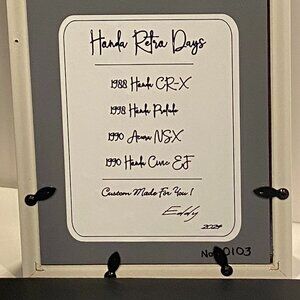 Honda Retro Days
1988 Honda CR-X
1998 Honda Prelude
1990 Acura NSX
1990 Honda Civic EF
Custom Made For You !
Eddy
2024
No 00103